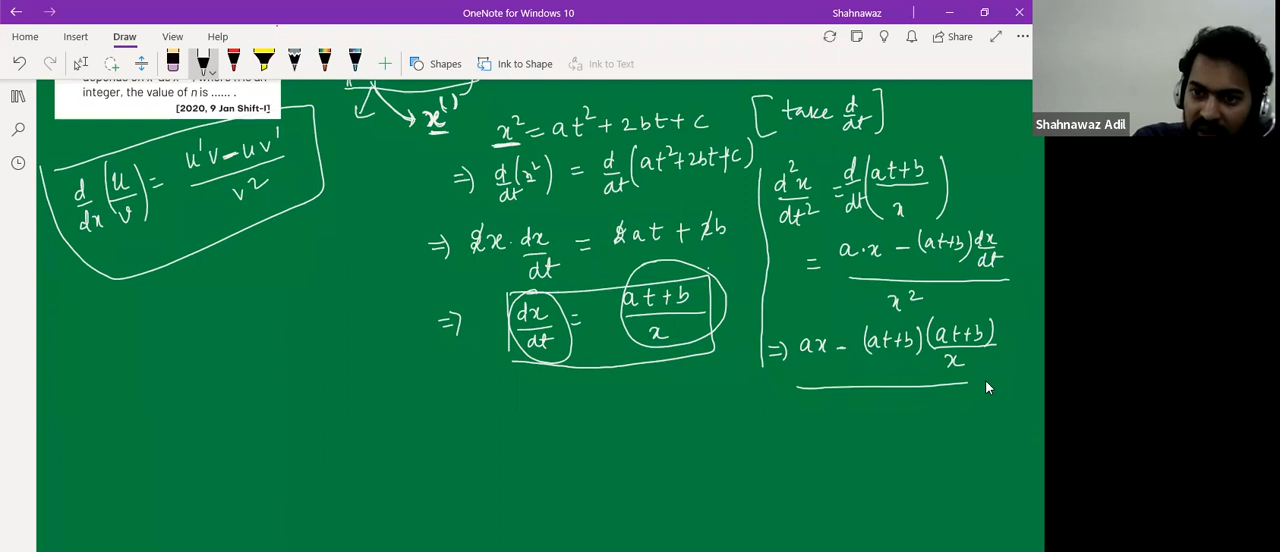 OneNote for Windows 10
Shahnawaz
Home Insert Draw View Help
Share
Shapes Ink to Shape Ink to Text
integer, the value of n is ......
[2020, 9 Jan Shift-I]
d/dx (u/v) = (u'v - uv')/v²
x²
x² = at² + 2bt + c
[take d/dt]
⇒ d/dt (x²) = d/dt (at² + 2bt + c)
⇒ 2x · dx/dt = 2at + 2b
⇒ dx/dt = (at + b)/x
d²x/dt² = d/dt ((at + b)/x)
= (a·x - (at+b) dx/dt)/x²
⇒ ax - (at+b) (at+b)/x
Shahnawaz Adil